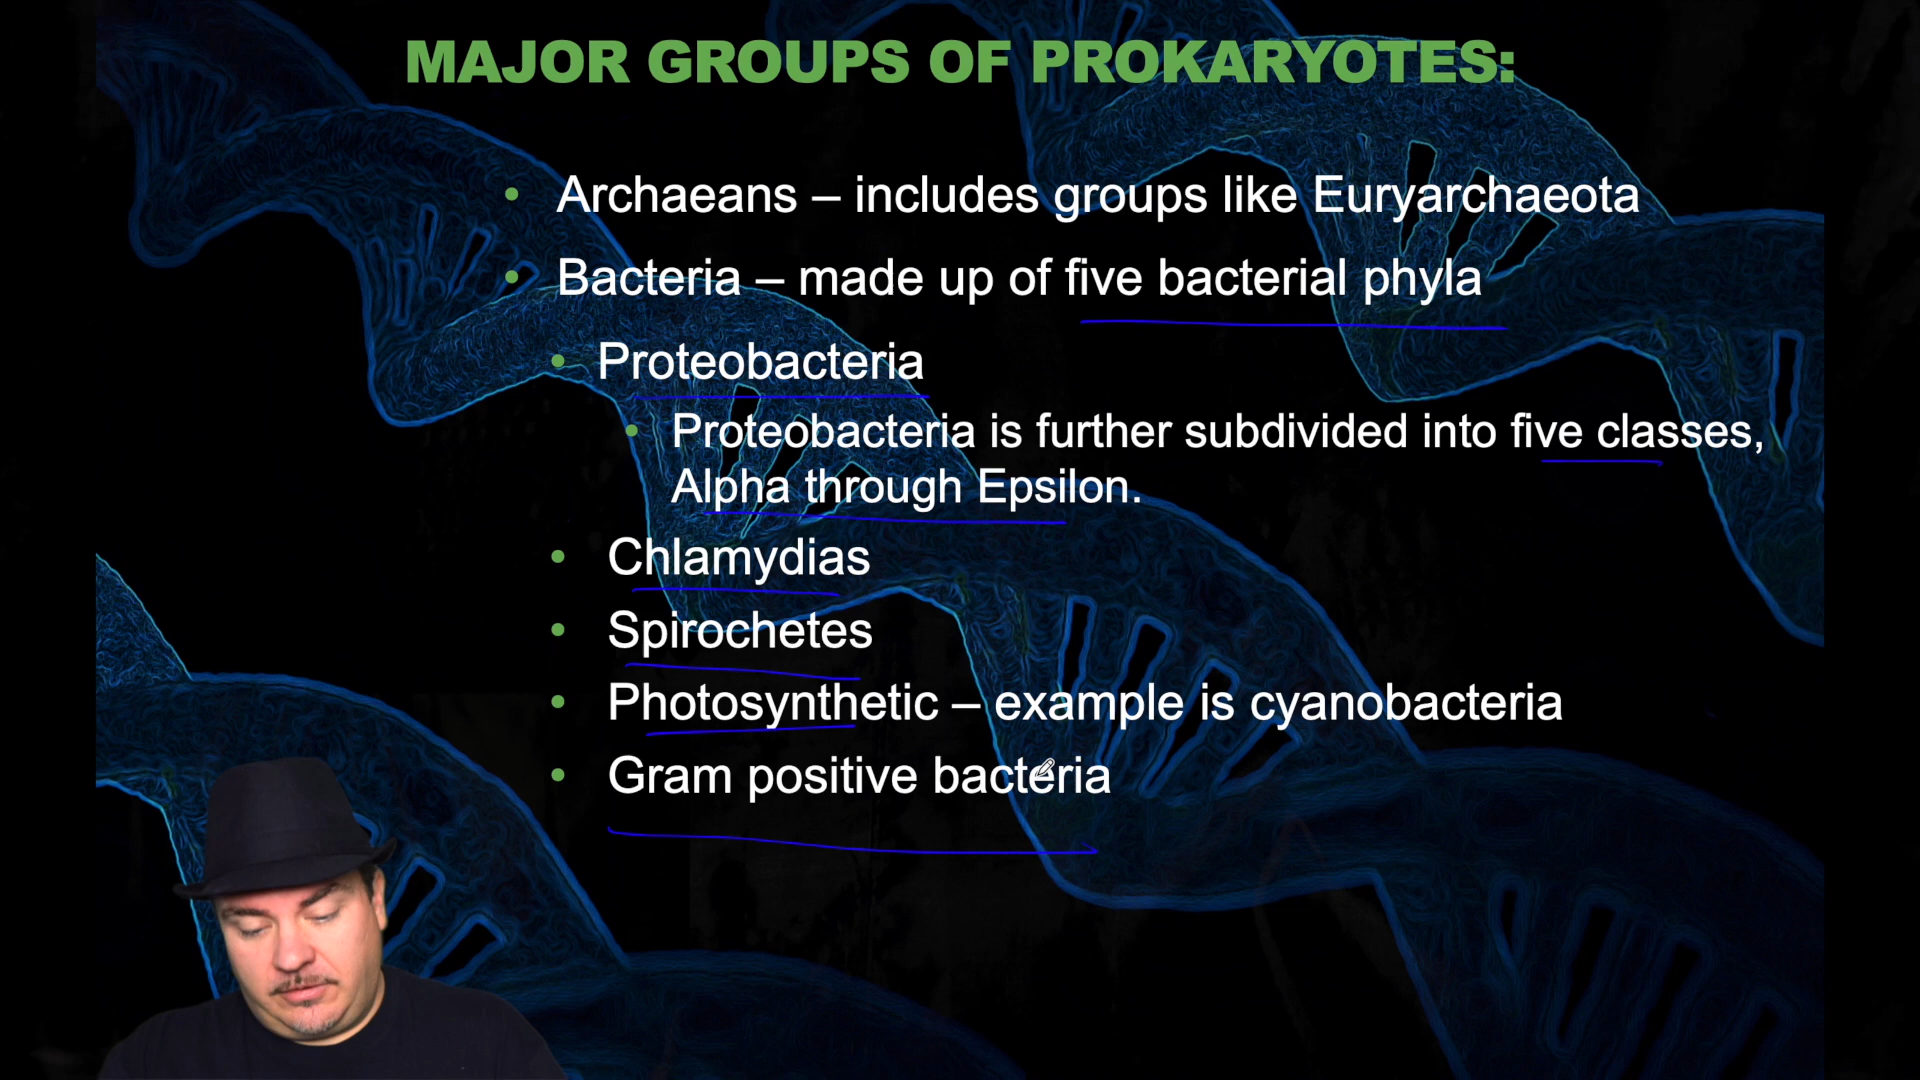 MAJOR GROUPS OF PROKARYOTES:
• Archaeans – includes groups like Euryarchaeota
• Bacteria – made up of five bacterial phyla
• Proteobacteria
• Proteobacteria is further subdivided into five classes,
Alpha through Epsilon.
• Chlamydias
• Spirochetes
• Photosynthetic – example is cyanobacteria
• Gram positive bacteria